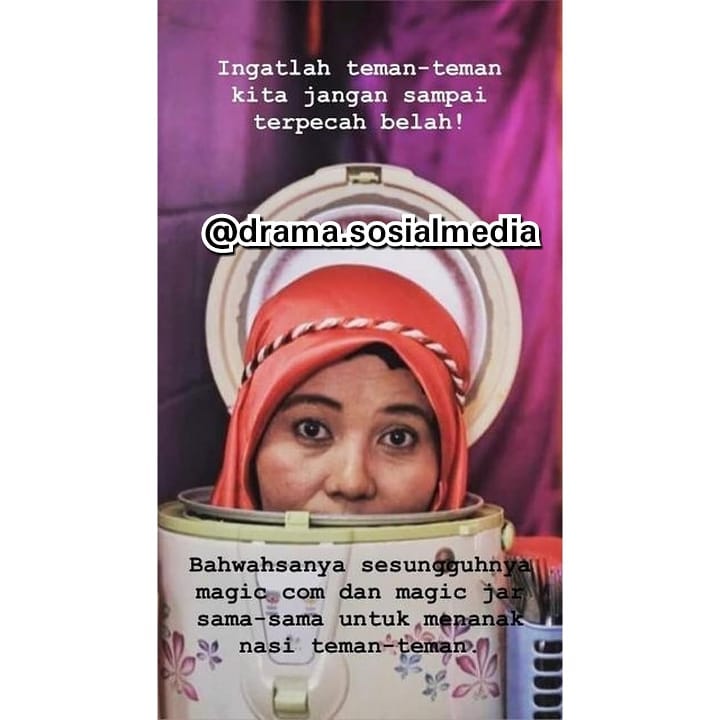 Ingatlah teman-teman
kita jangan sampai
terpecah belah!
@drama.sosialmedia
Bahwahsanya sesungguhnya
magic com dan magic jar
sama-sama untuk menanak
nasi teman-teman.